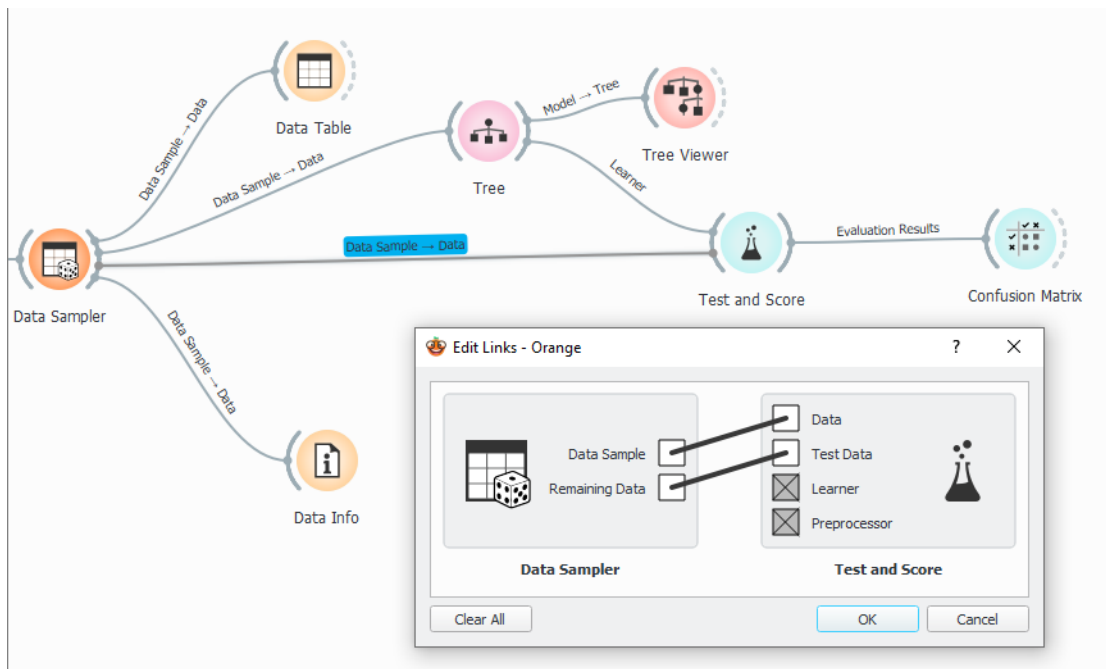 Data Table
Data Sample → Data
Model → Tree
Tree Viewer
Data Sample → Data
Tree
Learner
Data Sample → Data
Evaluation Results
Data Sampler
Test and Score
Confusion Matrix
Data Sample → Data
Data Info
Edit Links - Orange
?
Data Sample
Remaining Data
Data
Test Data
Learner
Preprocessor
Data Sampler
Test and Score
Clear All
OK
Cancel